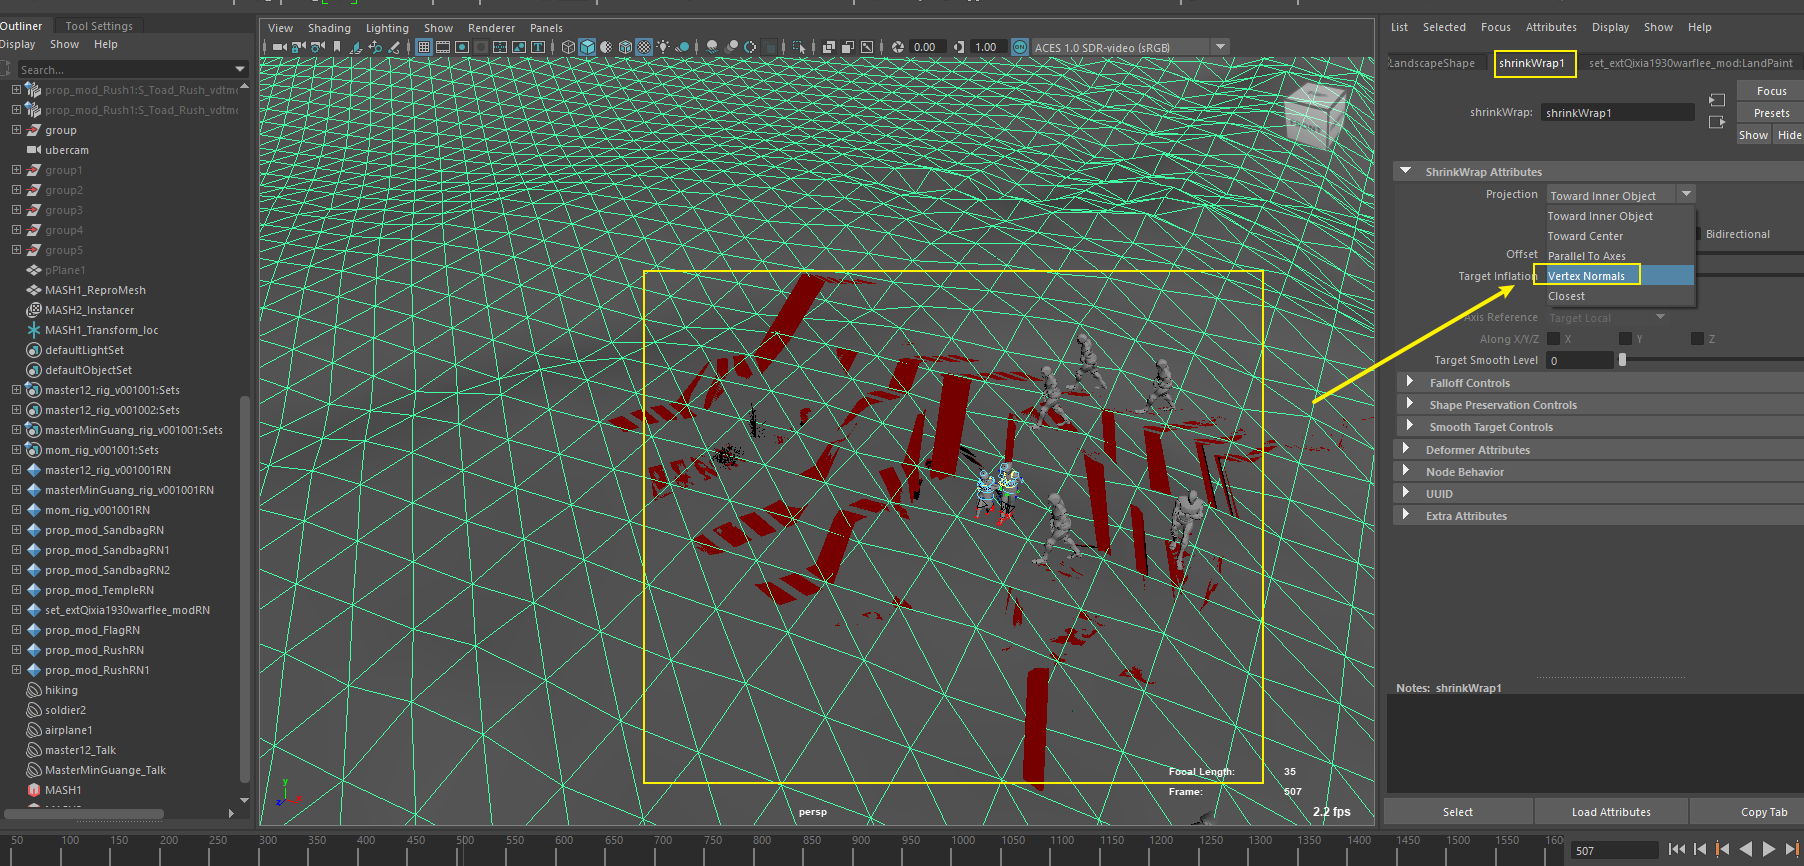 Outliner
Tool Settings
Display Show Help
Search...
prop_mod_Rush1:S_Toad_Rush_vdtmc
prop_mod_Rush1:S_Toad_Rush_vdtmc
group
ubercam
group1
group2
group3
group4
group5
pPlane1
MASH1_ReproMesh
MASH2_Instancer
MASH1_Transform_loc
defaultLightSet
defaultObjectSet
master12_rig_v001001:Sets
master12_rig_v001002:Sets
masterMinGuang_rig_v001001:Sets
mom_rig_v001001:Sets
master12_rig_v001001RN
masterMinGuang_rig_v001001RN
mom_rig_v001001RN
prop_mod_SandbagRN
prop_mod_SandbagRN1
prop_mod_SandbagRN2
prop_mod_TempleRN
set_extQixia1930warflee_modRN
prop_mod_FlagRN
prop_mod_RushRN
prop_mod_RushRN1
hiking
soldier2
airplane1
master12_Talk
MasterMinGuange_Talk
MASH1
View Shading Lighting Show Renderer Panels
0.00 1.00 ON ACES 1.0 SDR-video (sRGB)
y
z
Focal Length: 35
Frame: 507
persp
2.2 fps
List Selected Focus Attributes Display Show Help
LandscapeShape shrinkWrap1 set_extQixia1930warflee_mod:LandPaint
Focus
shrinkWrap: shrinkWrap1
Presets
Show Hide
ShrinkWrap Attributes
Projection Toward Inner Object
Toward Inner Object
Toward Center
Bidirectional
Offset Parallel To Axes
Target Inflation Vertex Normals
Closest
Axis Reference Target Local
Along X/Y/Z X Y Z
Target Smooth Level 0
Falloff Controls
Shape Preservation Controls
Smooth Target Controls
Deformer Attributes
Node Behavior
UUID
Extra Attributes
Notes: shrinkWrap1
Select Load Attributes Copy Tab
50 100 150 200 250 300 350 400 450 500 550 600 650 700 750 800 850 900 950 1000 1050 1100 1150 1200 1250 1300 1350 1400 1450 1500 1550 160
507